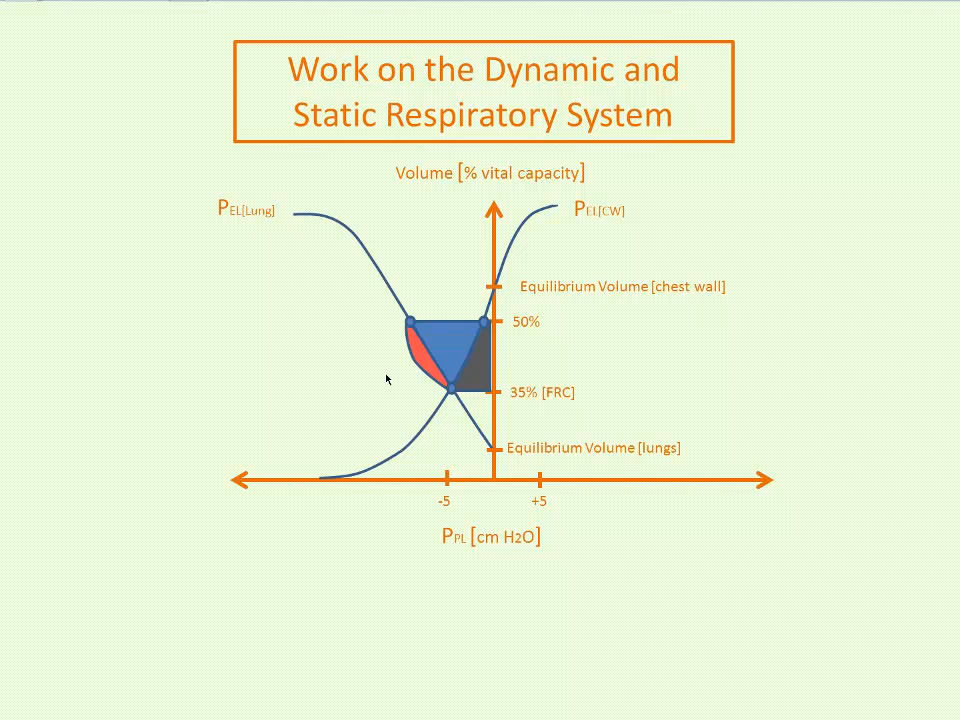 Work on the Dynamic and
Static Respiratory System
Volume [% vital capacity]
PEL[Lung]
PEL[CW]
Equilibrium Volume [chest wall]
50%
35% [FRC]
Equilibrium Volume [lungs]
-5
+5
PPL [cm H2O]